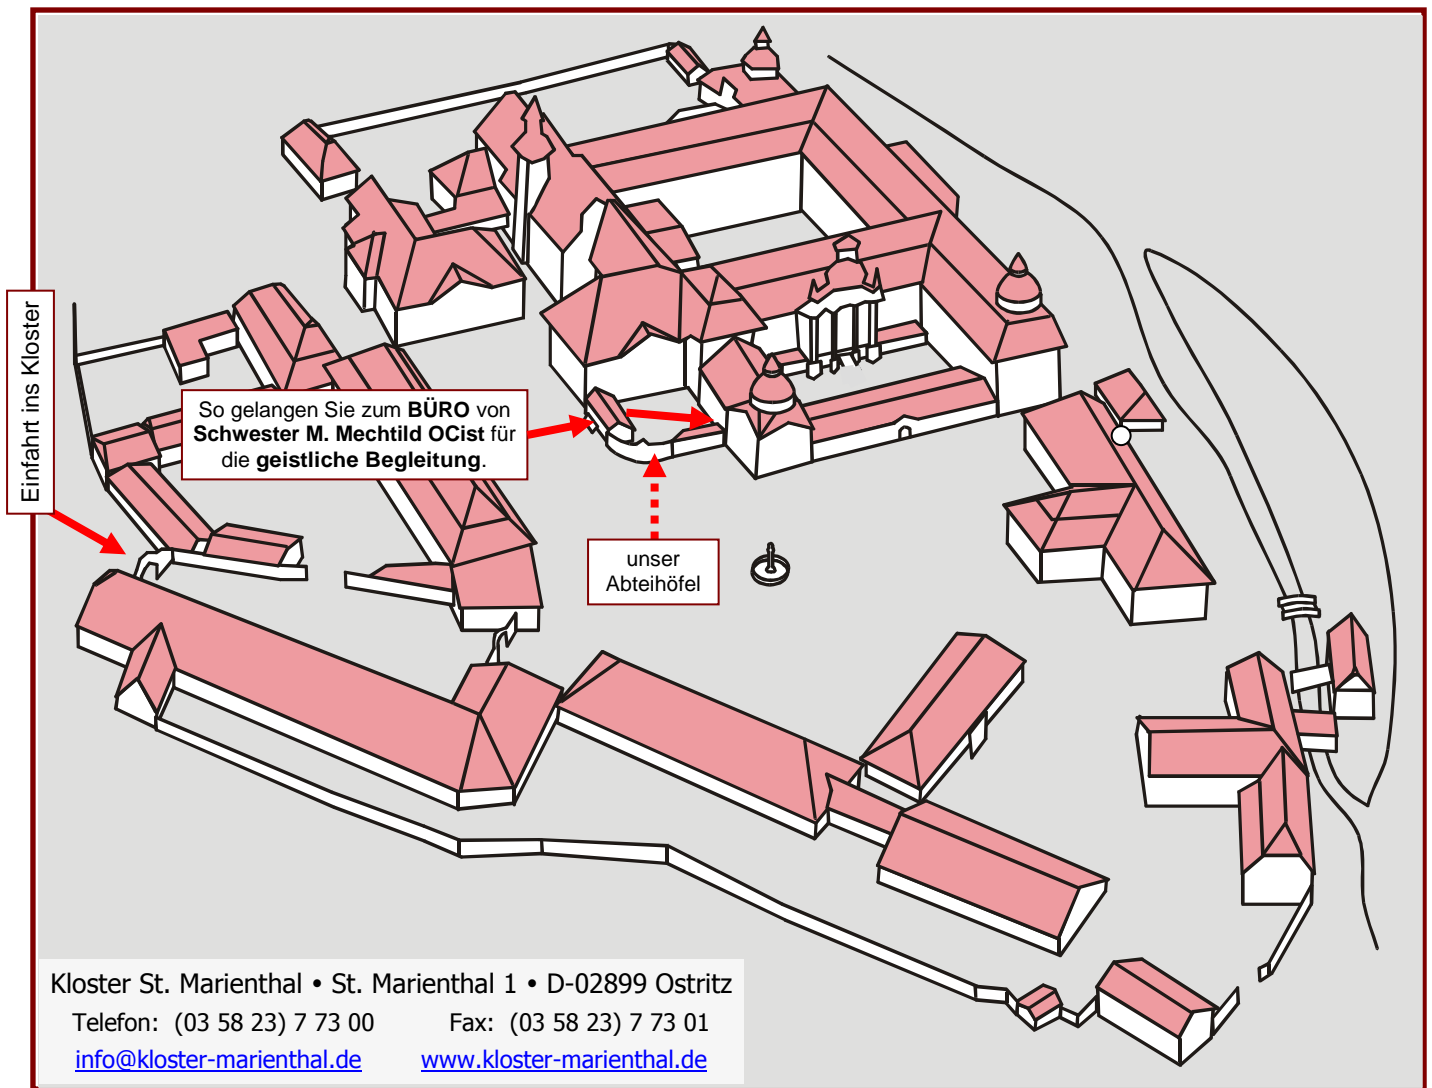 Einfahrt ins Kloster
So gelangen Sie zum BÜRO von
Schwester M. Mechtild OCist für
die geistliche Begleitung.
unser
Abteihöfel
Kloster St. Marienthal • St. Marienthal 1 • D-02899 Ostritz
Telefon: (03 58 23) 7 73 00 Fax: (03 58 23) 7 73 01
info@kloster-marienthal.de www.kloster-marienthal.de